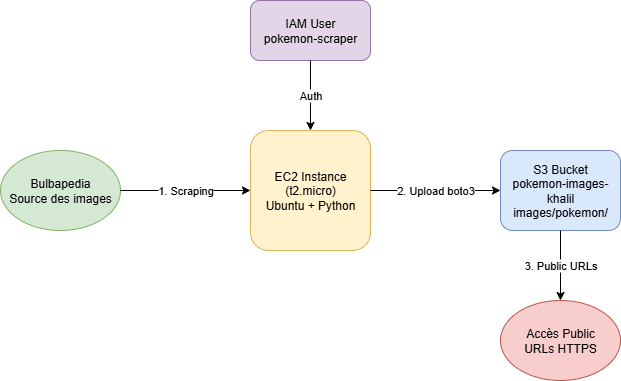 IAM User
pokemon-scraper
Auth
Bulbapedia
Source des images
1. Scraping
EC2 Instance
(t2.micro)
Ubuntu + Python
2. Upload boto3
S3 Bucket
pokemon-images-
khalil
images/pokemon/
3. Public URLs
Accès Public
URLs HTTPS